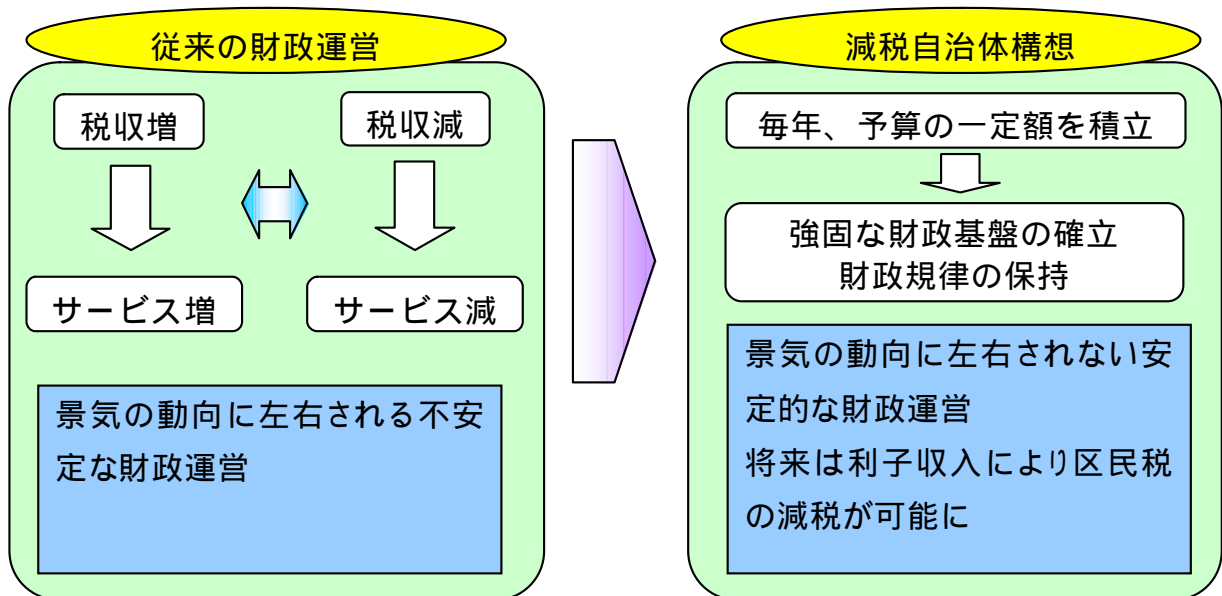 従来の財政運営
税収増
税収減
サービス増
サービス減
景気の動向に左右される不安
定な財政運営
減税自治体構想
毎年、予算の一定額を積立
強固な財政基盤の確立
財政規律の保持
景気の動向に左右されない安
定的な財政運営
将来は利子収入により区民税
の減税が可能に